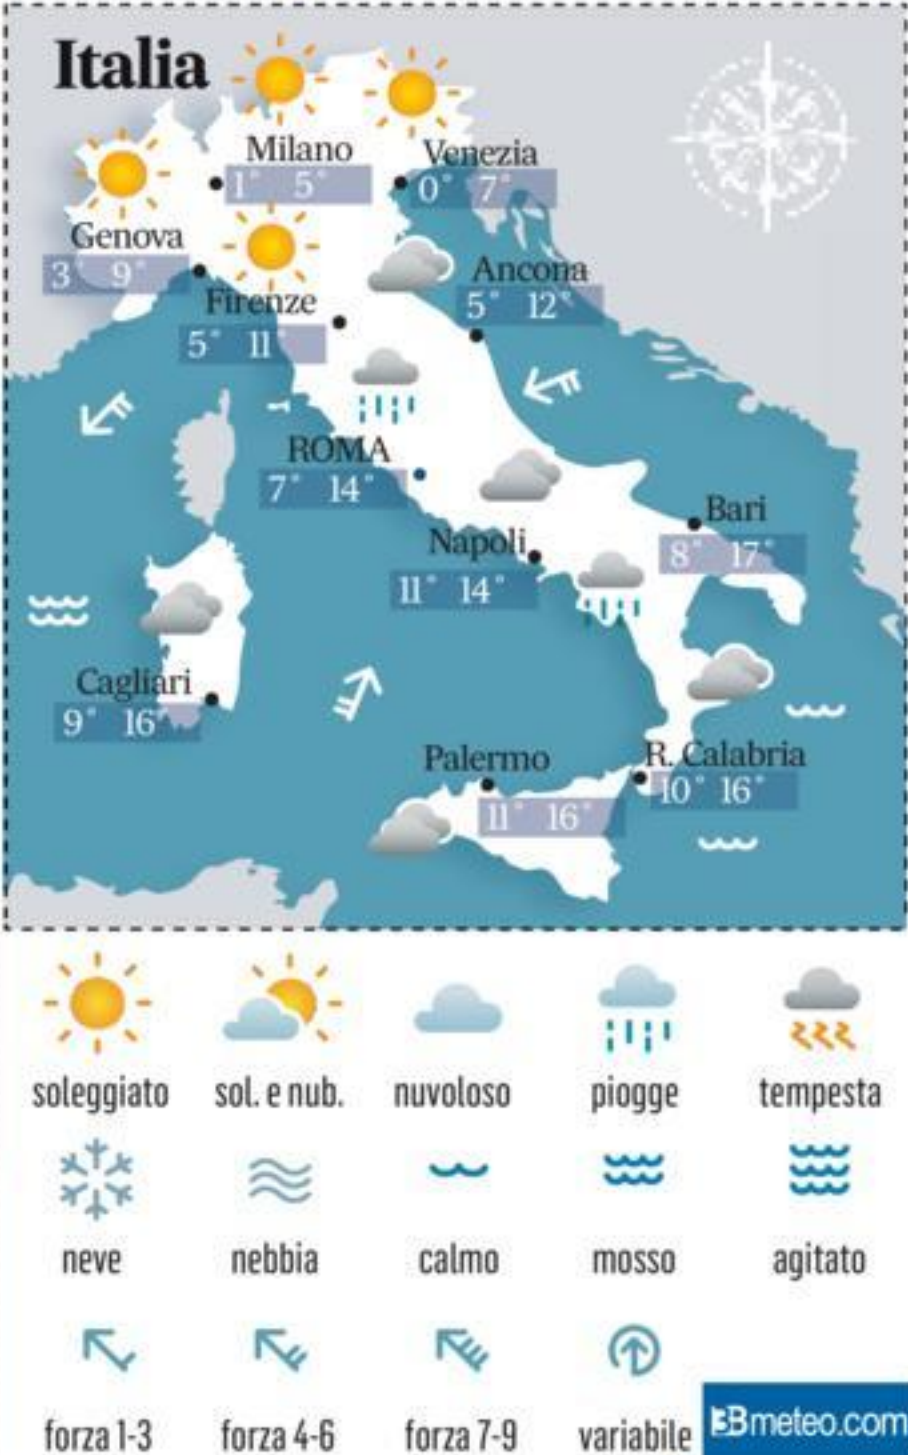 Italia
Milano
1° 5°
Venezia
0° 7°
Genova
3° 9°
Ancona
5° 12°
Firenze
5° 11°
ROMA
7° 14°
Bari
8° 17°
Napoli
11° 14°
Cagliari
9° 16°
Palermo
11° 16°
R. Calabria
10° 16°
soleggiato sol. e nub. nuvoloso piogge tempesta
neve nebbia calmo mosso agitato
forza 1-3 forza 4-6 forza 7-9 variabile
3Bmeteo.com